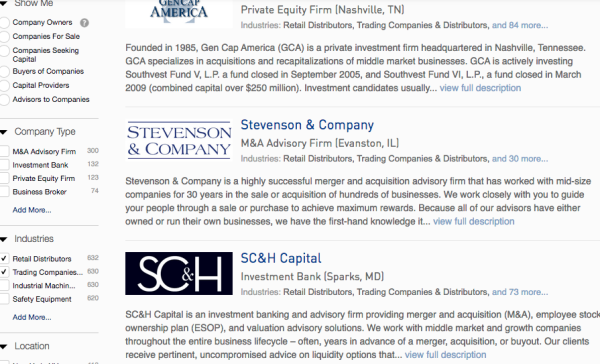 Show Me
Company Owners ?
Companies For Sale
Companies Seeking
Capital
Buyers of Companies
Capital Providers
Advisors to Companies
Company Type
M&A Advisory Firm 300
Investment Bank 132
Private Equity Firm 123
Business Broker 74
Add More...
Industries
Retail Distributors 632
Trading Companies... 630
Industrial Machin... 630
Safety Equipment 620
Add More...
Location
GEN CAP
AMERICA
Private Equity Firm (Nashville, TN)
Industries: Retail Distributors, Trading Companies & Distributors, and 84 more...
Founded in 1985, Gen Cap America (GCA) is a private investment firm headquartered in Nashville, Tennessee.
GCA specializes in acquisitions and recapitalizations of middle market businesses. GCA is actively investing
Southvest Fund V, L.P. a fund closed in September 2005, and Southvest Fund VI, L.P., a fund closed in March
2009 (combined capital over $250 million). Investment candidates usually... view full description
STEVENSON
& COMPANY
Stevenson & Company
M&A Advisory Firm (Evanston, IL)
Industries: Retail Distributors, Trading Companies & Distributors, and 30 more...
Stevenson & Company is a highly successful merger and acquisition advisory firm that has worked with mid-size
companies for 30 years in the sale or acquisition of hundreds of businesses. We work closely with you to guide
your people through a sale or purchase to achieve maximum rewards. Because all of our advisors have either
owned or run their own businesses, we have the first-hand knowledge it... view full description
SC&H
SC&H Capital
Investment Bank (Sparks, MD)
Industries: Retail Distributors, Trading Companies & Distributors, and 73 more...
SC&H Capital is an investment banking and advisory firm providing merger and acquisition (M&A), employee stock
ownership plan (ESOP), and valuation advisory solutions. We work with middle market and growth companies
throughout the entire business lifecycle – often, years in advance of a merger, acquisition, or buyout. Our clients
receive pertinent, uncompromised advice on liquidity options that... view full description